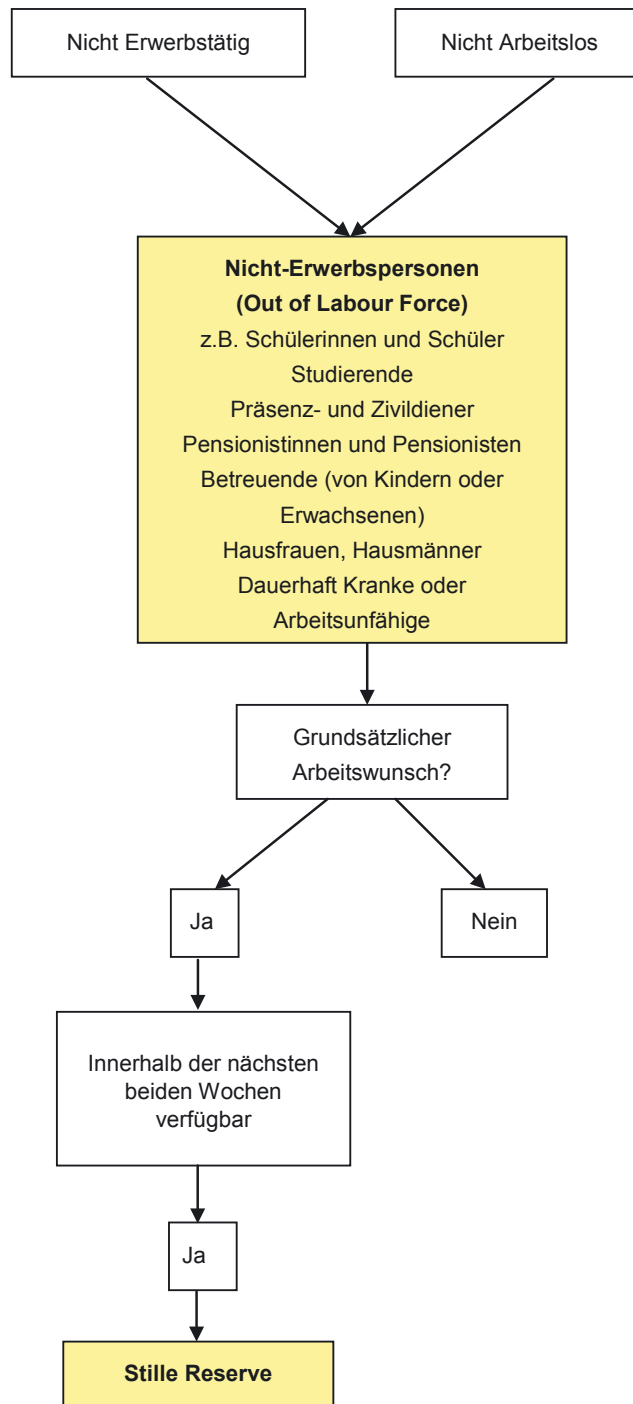 Nicht Erwerbstätig
Nicht Arbeitslos
Nicht-Erwerbspersonen
(Out of Labour Force)
z.B. Schülerinnen und Schüler
Studierende
Präsenz- und Zivildiener
Pensionistinnen und Pensionisten
Betreuende (von Kindern oder
Erwachsenen)
Hausfrauen, Hausmänner
Dauerhaft Kranke oder
Arbeitsunfähige
Grundsätzlicher
Arbeitswunsch?
Ja
Nein
Innerhalb der nächsten
beiden Wochen
verfügbar
Ja
Stille Reserve